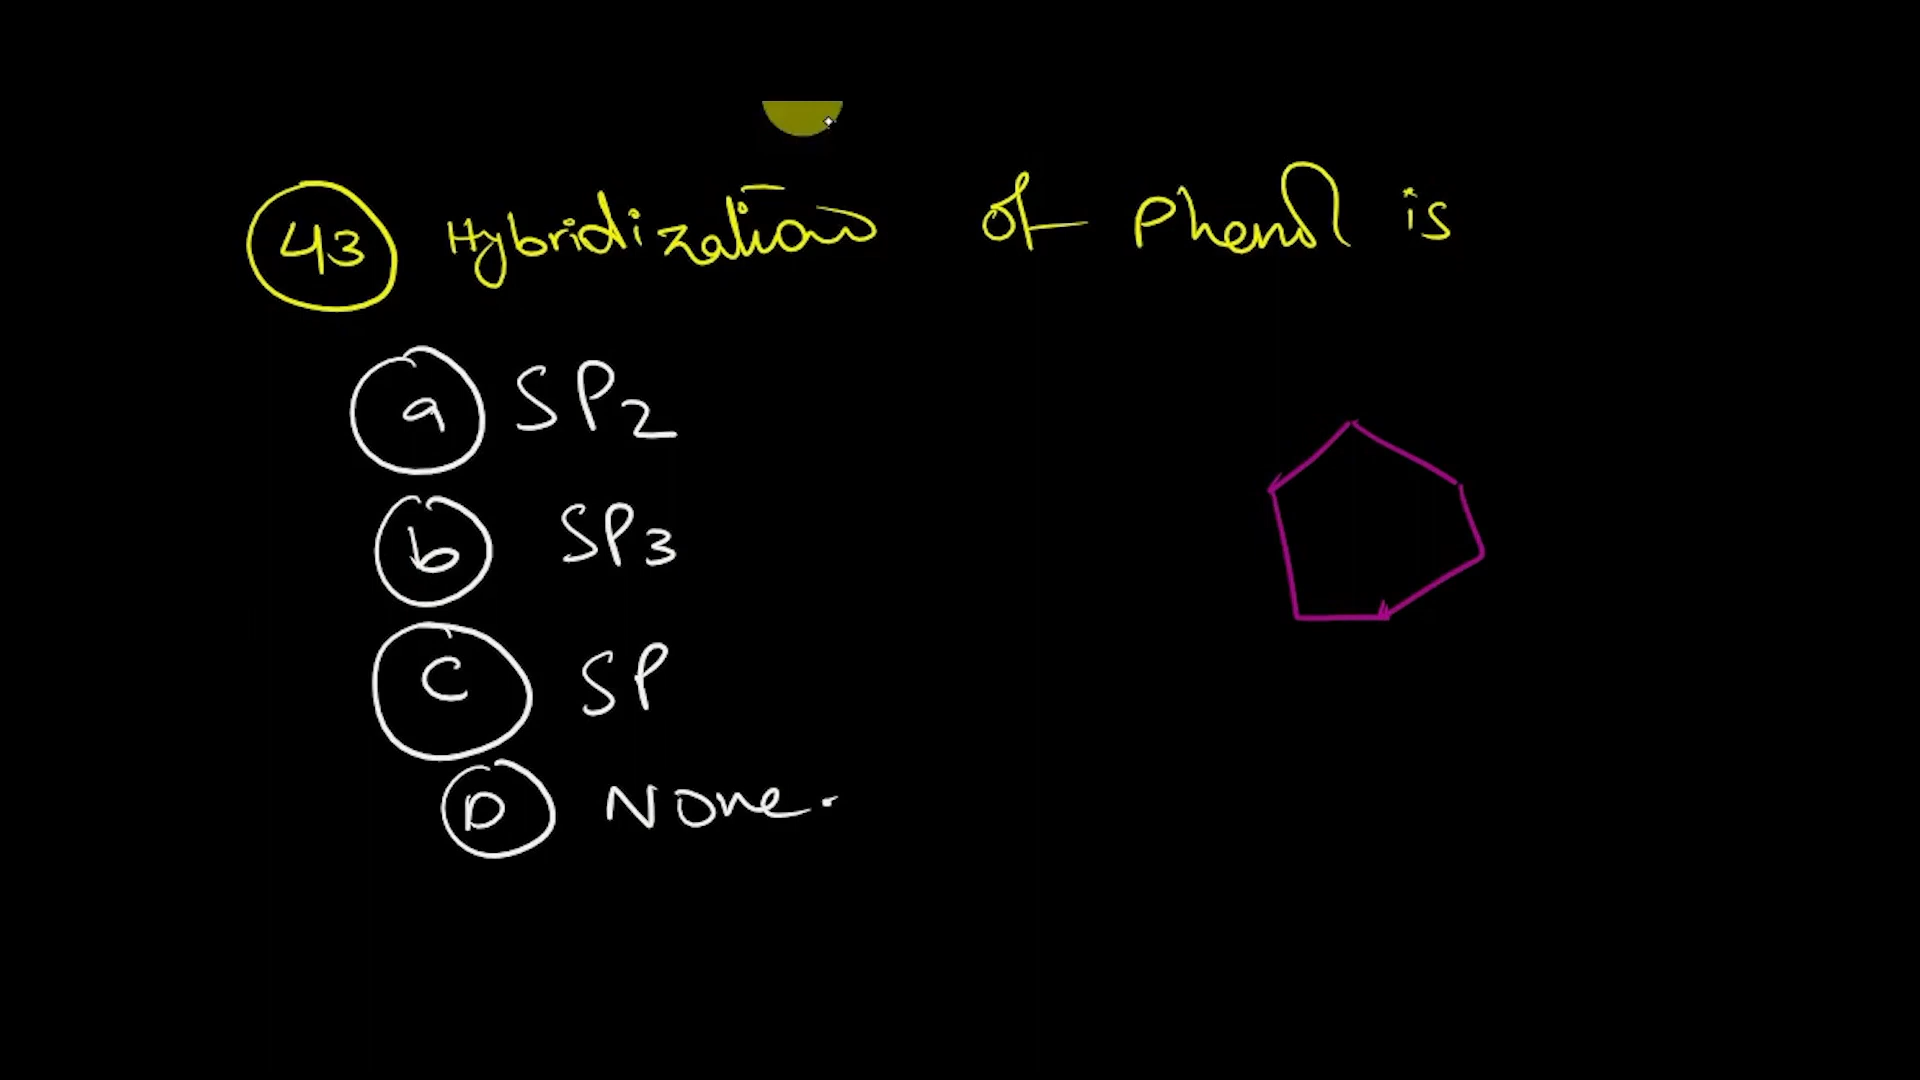 43 Hybridization of Phenol is
a SP2
b SP3
c SP
D None.